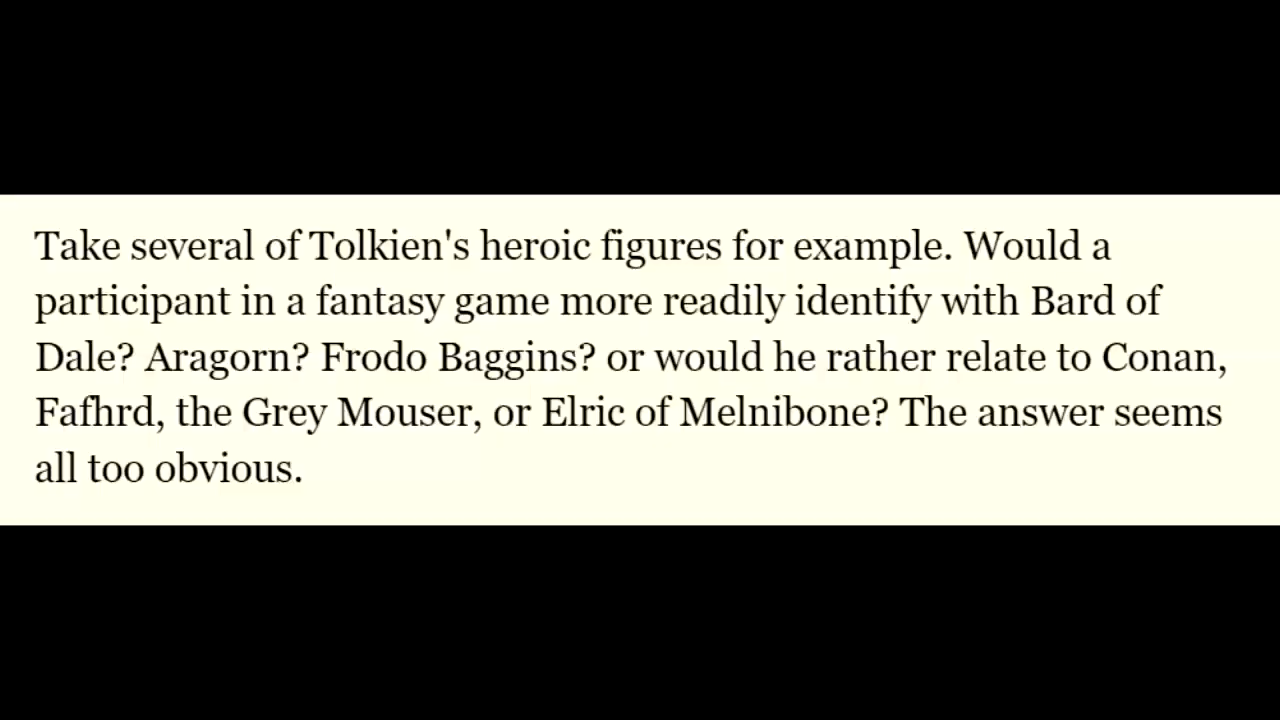 Take several of Tolkien's heroic figures for example. Would a
participant in a fantasy game more readily identify with Bard of
Dale? Aragorn? Frodo Baggins? or would he rather relate to Conan,
Fafhrd, the Grey Mouser, or Elric of Melnibone? The answer seems
all too obvious.